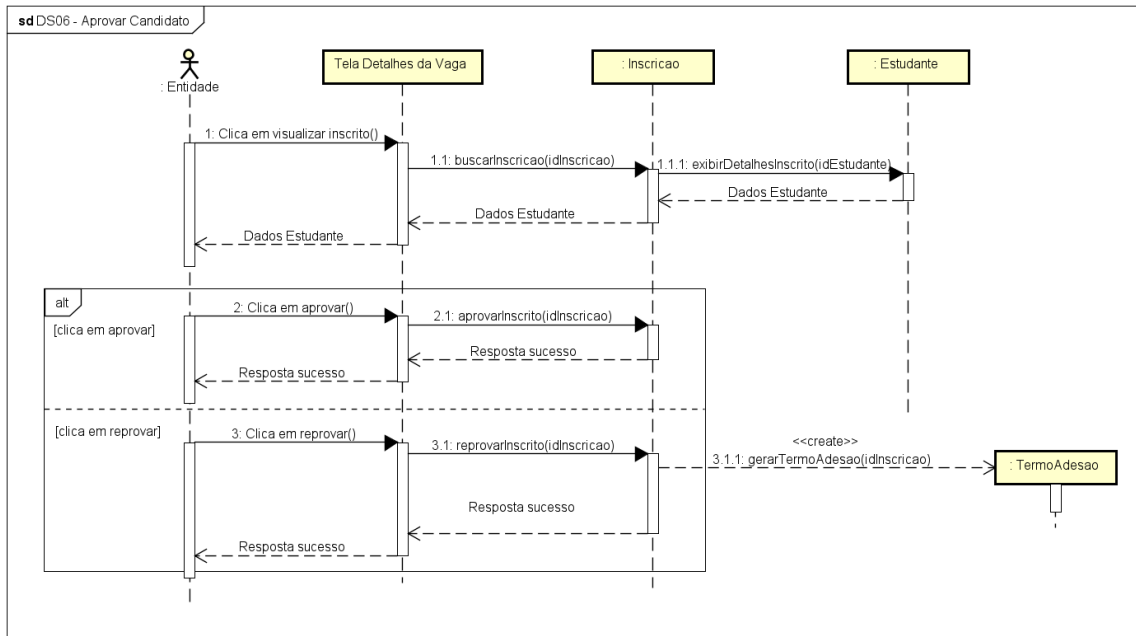 sd DS06 - Aprovar Candidato
: Entidade
Tela Detalhes da Vaga
: Inscricao
: Estudante
1: Clica em visualizar inscrito()
1.1: buscarInscricao(idInscricao)
1.1.1: exibirDetalhesInscrito(idEstudante)
Dados Estudante
Dados Estudante
Dados Estudante
alt
[clica em aprovar]
2: Clica em aprovar()
2.1: aprovarInscrito(idInscricao)
Resposta sucesso
Resposta sucesso
[clica em reprovar]
3: Clica em reprovar()
3.1: reprovarInscrito(idInscricao)
<<create>>
3.1.1: gerarTermoAdesao(idInscricao)
: TermoAdesao
Resposta sucesso
Resposta sucesso